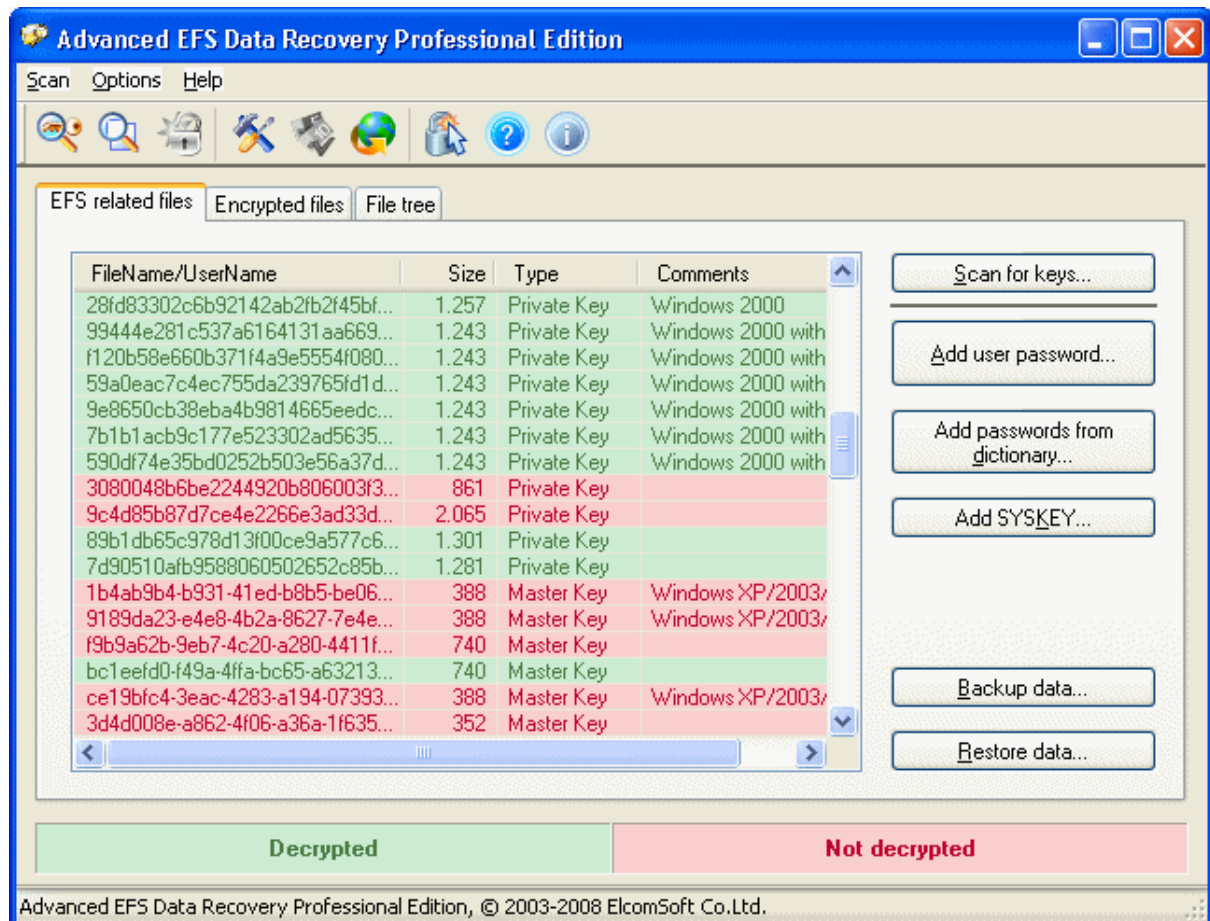 Advanced EFS Data Recovery Professional Edition
Scan Options Help
EFS related files Encrypted files File tree
FileName/UserName Size Type Comments
28fd83302c6b92142ab2fb2f45bf... 1.257 Private Key Windows 2000
99444e281c537a6164131aa669... 1.243 Private Key Windows 2000 with
f120b58e660b371f4a9e5554f080... 1.243 Private Key Windows 2000 with
59a0eac7c4ec755da239765fd1d... 1.243 Private Key Windows 2000 with
9e8650cb38eba4b9814665eedc... 1.243 Private Key Windows 2000 with
7b1b1acb9c177e523302ad5635... 1.243 Private Key Windows 2000 with
590df74e35bd0252b503e56a37d... 1.243 Private Key Windows 2000 with
3080048b6be2244920b806003f3... 861 Private Key
9c4d85b87d7ce4e2266e3ad33d... 2.065 Private Key
89b1db65c978d13f00ce9a577c6... 1.301 Private Key
7d90510afb9588060502652c85b... 1.281 Private Key
1b4ab9b4-b931-41ed-b8b5-be06... 388 Master Key Windows XP/2003/
9189da23-e4e8-4b2a-8627-7e4e... 388 Master Key Windows XP/2003/
f9b9a62b-9eb7-4c20-a280-4411f... 740 Master Key
bc1eefd0-f49a-4ffa-bc65-a63213... 740 Master Key
ce19bfc4-3eac-4283-a194-07393... 388 Master Key Windows XP/2003/
3d4d008e-a862-4f06-a36a-1f635... 352 Master Key
Scan for keys...
Add user password...
Add passwords from
dictionary...
Add SYSKEY...
Backup data...
Restore data...
Decrypted Not decrypted
Advanced EFS Data Recovery Professional Edition, © 2003-2008 ElcomSoft Co.Ltd.